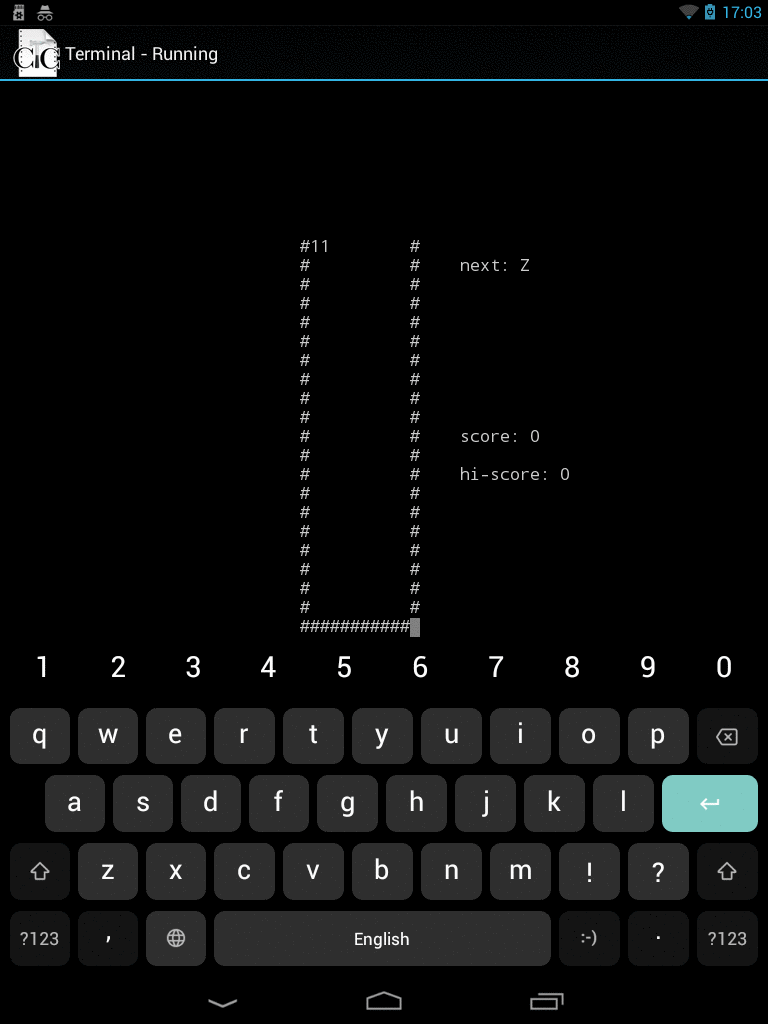 17:03
CIC Terminal - Running
#11        #
#          #    next: Z
#          #
#          #
#          #
#          #
#          #
#          #
#          #
#          #
#          #    score: 0
#          #
#          #    hi-score: 0
#          #
#          #
#          #
#          #
#          #
#          #
#          #
###########
1 2 3 4 5 6 7 8 9 0
q w e r t y u i o p
a s d f g h j k l
z x c v b n m ! ?
?123 , English :-) . ?123